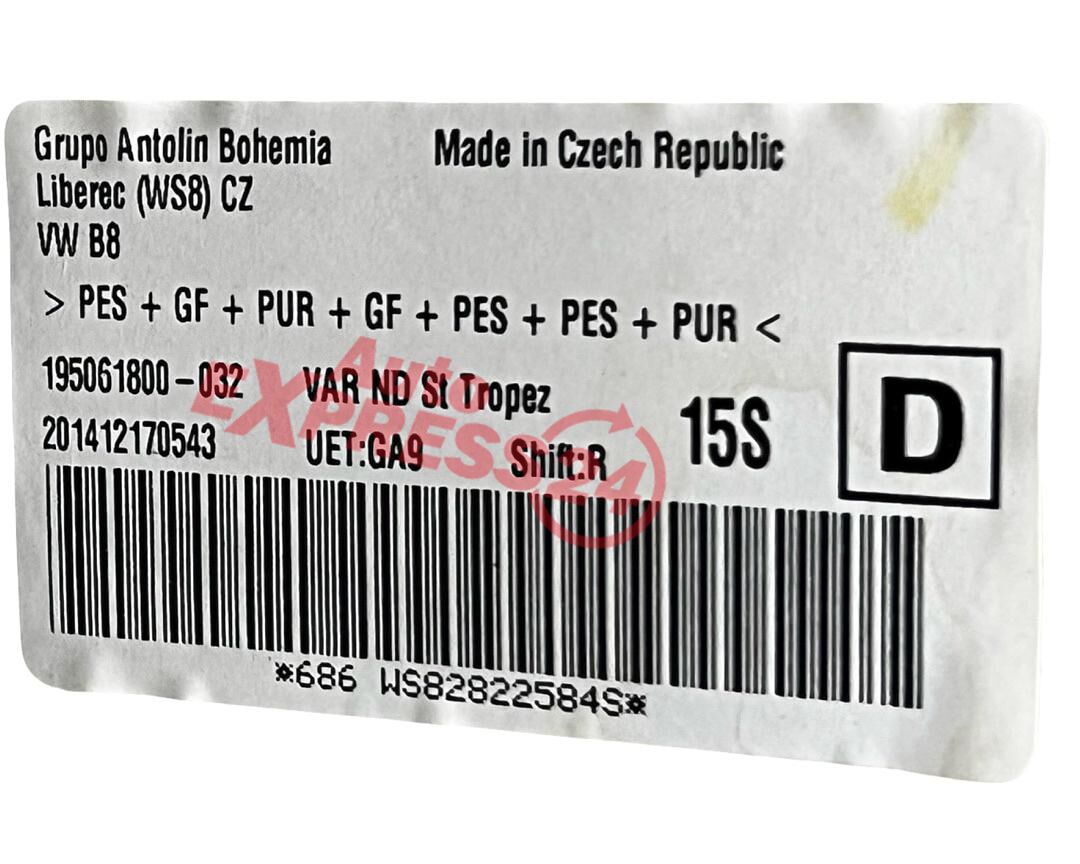 Grupo Antolin Bohemia Made in Czech Republic
Liberec (WS8) CZ
VW B8
> PES + GF + PUR + GF + PES + PES + PUR <
195061800-032 VAR ND St Tropez
201412170543 UET:GA9 Shift:R 15S D
Auto
EXPRESS24
*686 WS82822584S*